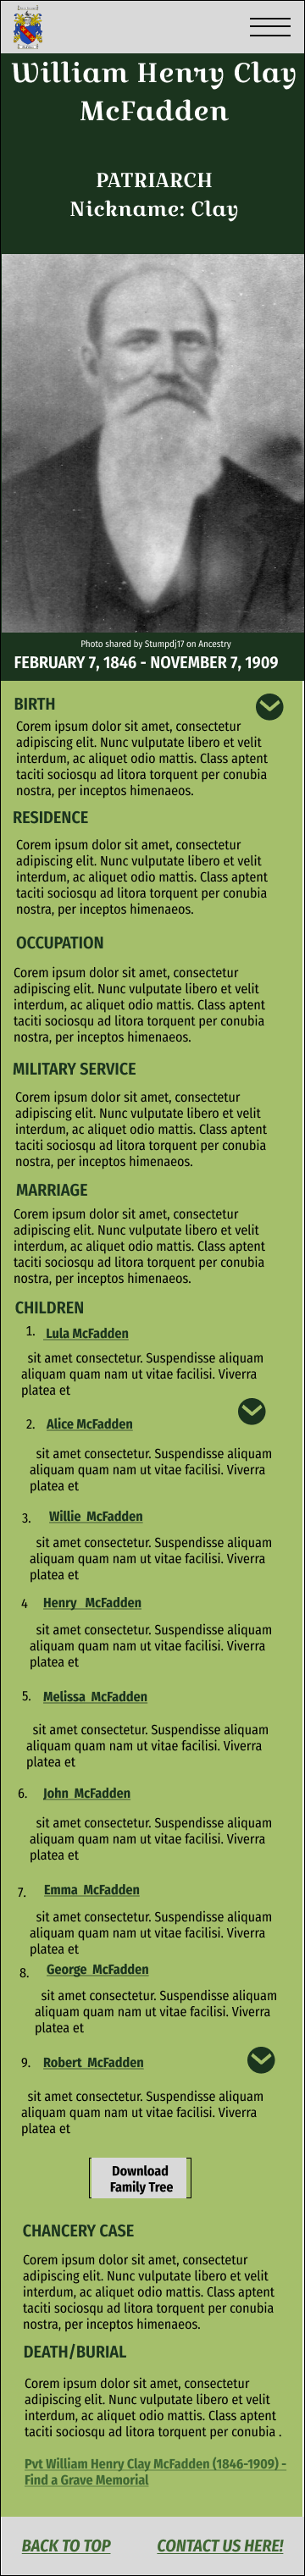 William Henry Clay
McFadden
PATRIARCH
Nickname: Clay
Photo shared by Stumpdj17 on Ancestry
FEBRUARY 7, 1846 - NOVEMBER 7, 1909
BIRTH
Corem ipsum dolor sit amet, consectetur
adipiscing elit. Nunc vulputate libero et velit
interdum, ac aliquet odio mattis. Class aptent
taciti sociosqu ad litora torquent per conubia
nostra, per inceptos himenaeos.
RESIDENCE
Corem ipsum dolor sit amet, consectetur
adipiscing elit. Nunc vulputate libero et velit
interdum, ac aliquet odio mattis. Class aptent
taciti sociosqu ad litora torquent per conubia
nostra, per inceptos himenaeos.
OCCUPATION
Corem ipsum dolor sit amet, consectetur
adipiscing elit. Nunc vulputate libero et velit
interdum, ac aliquet odio mattis. Class aptent
taciti sociosqu ad litora torquent per conubia
nostra, per inceptos himenaeos.
MILITARY SERVICE
Corem ipsum dolor sit amet, consectetur
adipiscing elit. Nunc vulputate libero et velit
interdum, ac aliquet odio mattis. Class aptent
taciti sociosqu ad litora torquent per conubia
nostra, per inceptos himenaeos.
MARRIAGE
Corem ipsum dolor sit amet, consectetur
adipiscing elit. Nunc vulputate libero et velit
interdum, ac aliquet odio mattis. Class aptent
taciti sociosqu ad litora torquent per conubia
nostra, per inceptos himenaeos.
CHILDREN
1. Lula McFadden
sit amet consectetur. Suspendisse aliquam
aliquam quam nam ut vitae facilisi. Viverra
platea et
2. Alice McFadden
sit amet consectetur. Suspendisse aliquam
aliquam quam nam ut vitae facilisi. Viverra
platea et
3. Willie McFadden
sit amet consectetur. Suspendisse aliquam
aliquam quam nam ut vitae facilisi. Viverra
platea et
4 Henry McFadden
sit amet consectetur. Suspendisse aliquam
aliquam quam nam ut vitae facilisi. Viverra
platea et
5. Melissa McFadden
sit amet consectetur. Suspendisse aliquam
aliquam quam nam ut vitae facilisi. Viverra
platea et
6. John McFadden
sit amet consectetur. Suspendisse aliquam
aliquam quam nam ut vitae facilisi. Viverra
platea et
7. Emma McFadden
sit amet consectetur. Suspendisse aliquam
aliquam quam nam ut vitae facilisi. Viverra
platea et
8. George McFadden
sit amet consectetur. Suspendisse aliquam
aliquam quam nam ut vitae facilisi. Viverra
platea et
9. Robert McFadden
sit amet consectetur. Suspendisse aliquam
aliquam quam nam ut vitae facilisi. Viverra
platea et
Download
Family Tree
CHANCERY CASE
Corem ipsum dolor sit amet, consectetur
adipiscing elit. Nunc vulputate libero et velit
interdum, ac aliquet odio mattis. Class aptent
taciti sociosqu ad litora torquent per conubia
nostra, per inceptos himenaeos.
DEATH/BURIAL
Corem ipsum dolor sit amet, consectetur
adipiscing elit. Nunc vulputate libero et velit
interdum, ac aliquet odio mattis. Class aptent
taciti sociosqu ad litora torquent per conubia .
Pvt William Henry Clay McFadden (1846-1909) -
Find a Grave Memorial
BACK TO TOP CONTACT US HERE!